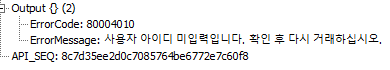 Output {} (2)
ErrorCode: 80004010
ErrorMessage: 사용자 아이디 미입력입니다. 확인 후 다시 거래하십시오.
API_SEQ: 8c7d35ee2d0c7085764be6772e7c60f8